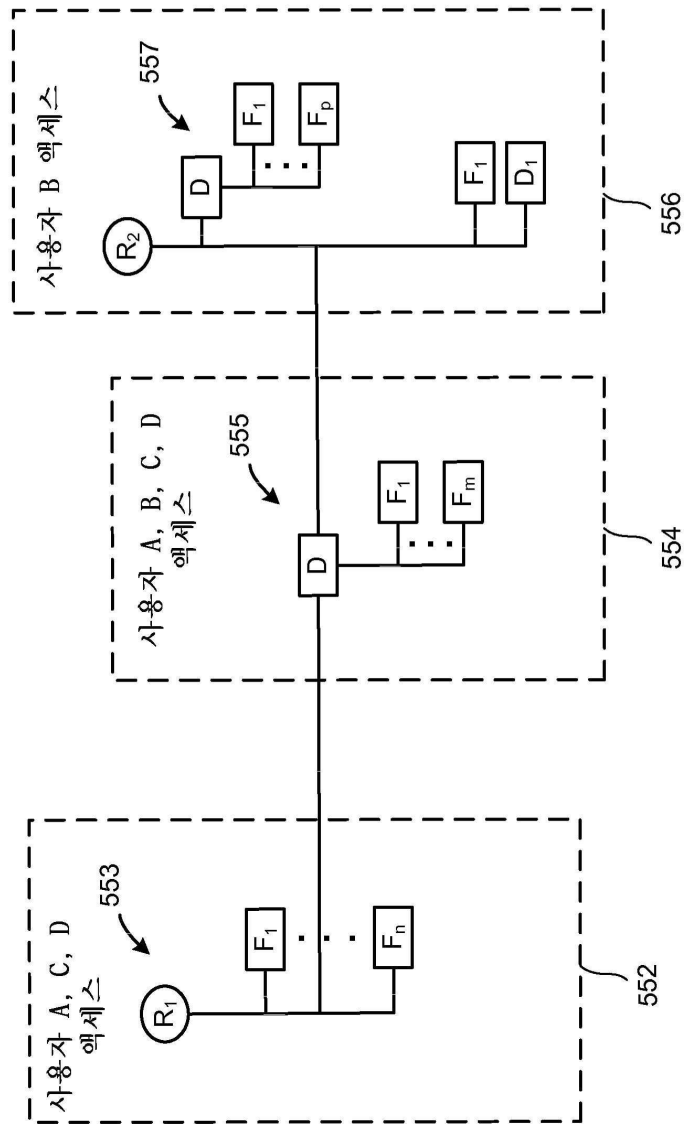 사용자 A, C, D
액세스
553
R₁
F₁
Fₙ
552
사용자 A, B, C, D
액세스
555
D
F₁
Fₘ
554
사용자 B 액세스
557
R₂
D
F₁
Fₚ
F₁
D₁
556